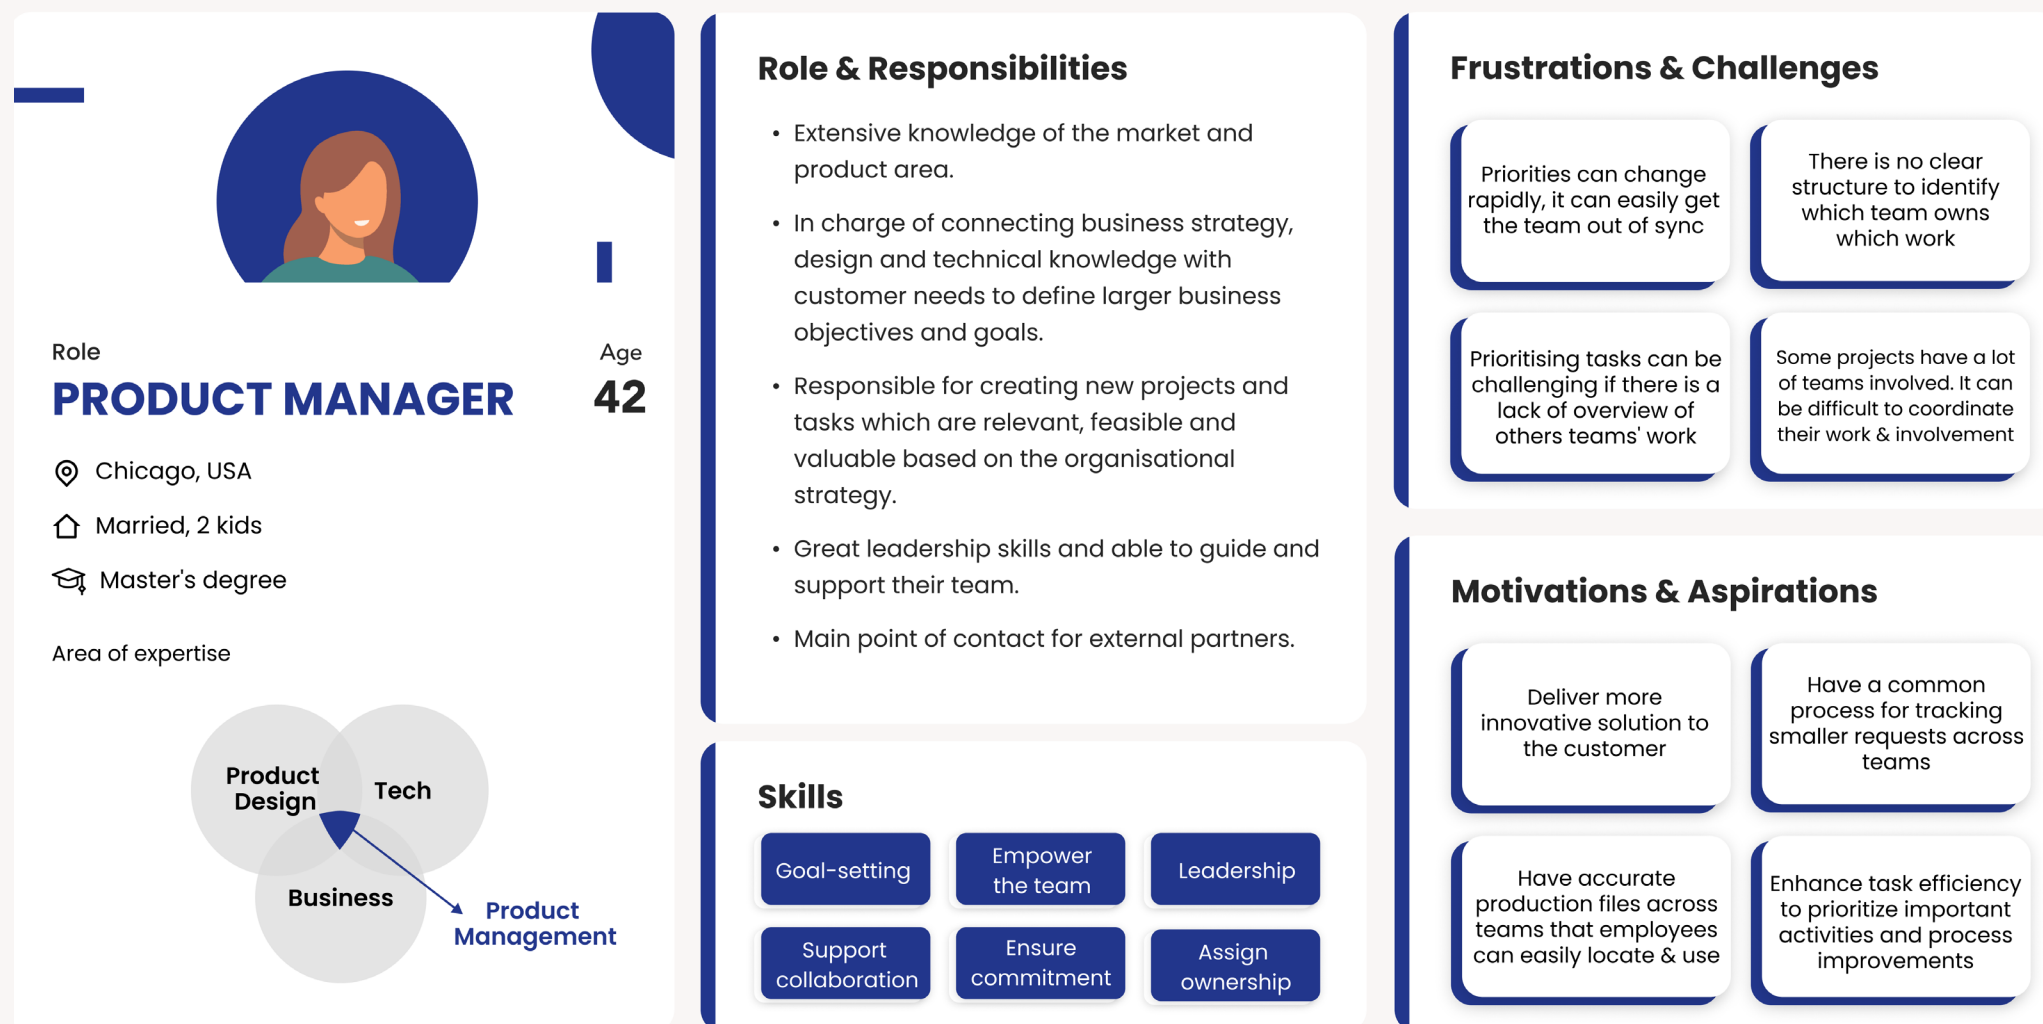 Role
PRODUCT MANAGER
Age
42
Chicago, USA
Married, 2 kids
Master's degree
Area of expertise
Product
Design
Tech
Business
Product
Management
Role & Responsibilities
• Extensive knowledge of the market and
product area.
• In charge of connecting business strategy,
design and technical knowledge with
customer needs to define larger business
objectives and goals.
• Responsible for creating new projects and
tasks which are relevant, feasible and
valuable based on the organisational
strategy.
• Great leadership skills and able to guide and
support their team.
• Main point of contact for external partners.
Skills
Goal-setting
Empower
the team
Leadership
Support
collaboration
Ensure
commitment
Assign
ownership
Frustrations & Challenges
Priorities can change
rapidly, it can easily get
the team out of sync
There is no clear
structure to identify
which team owns
which work
Prioritising tasks can be
challenging if there is a
lack of overview of
others teams' work
Some projects have a lot
of teams involved. It can
be difficult to coordinate
their work & involvement
Motivations & Aspirations
Deliver more
innovative solution to
the customer
Have a common
process for tracking
smaller requests across
teams
Have accurate
production files across
teams that employees
can easily locate & use
Enhance task efficiency
to prioritize important
activities and process
improvements